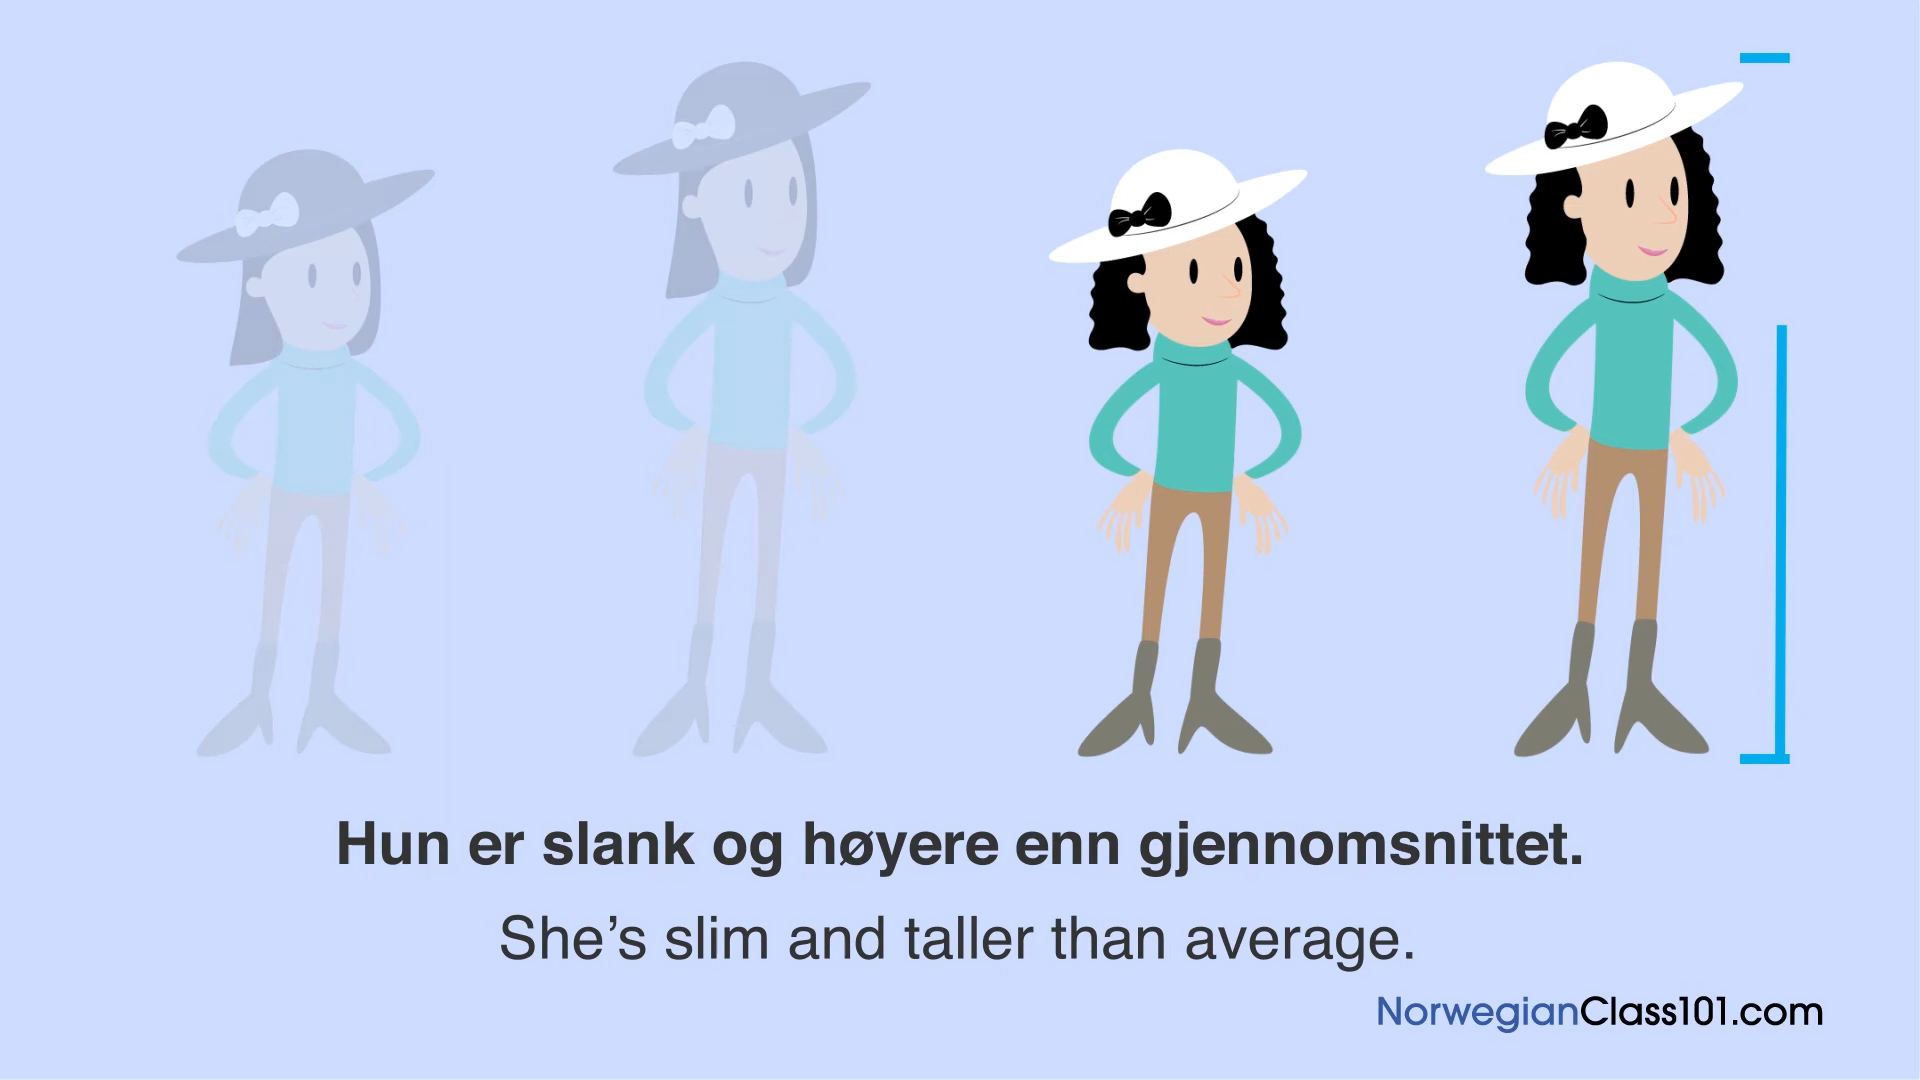 Hun er slank og høyere enn gjennomsnittet.
She’s slim and taller than average.
NorwegianClass101.com